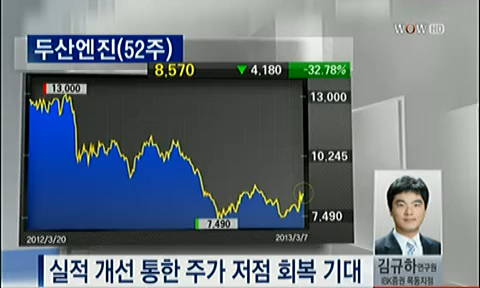 WOW HD
두산엔진(52주)
8,570 ▼ 4,180 -32.78%
13,000
13,000
10,245
7,490
7,490
2012/3/20 2013/3/7
김규하연구원
IBK증권 목동지점
실적 개선 통한 주가 저점 회복 기대